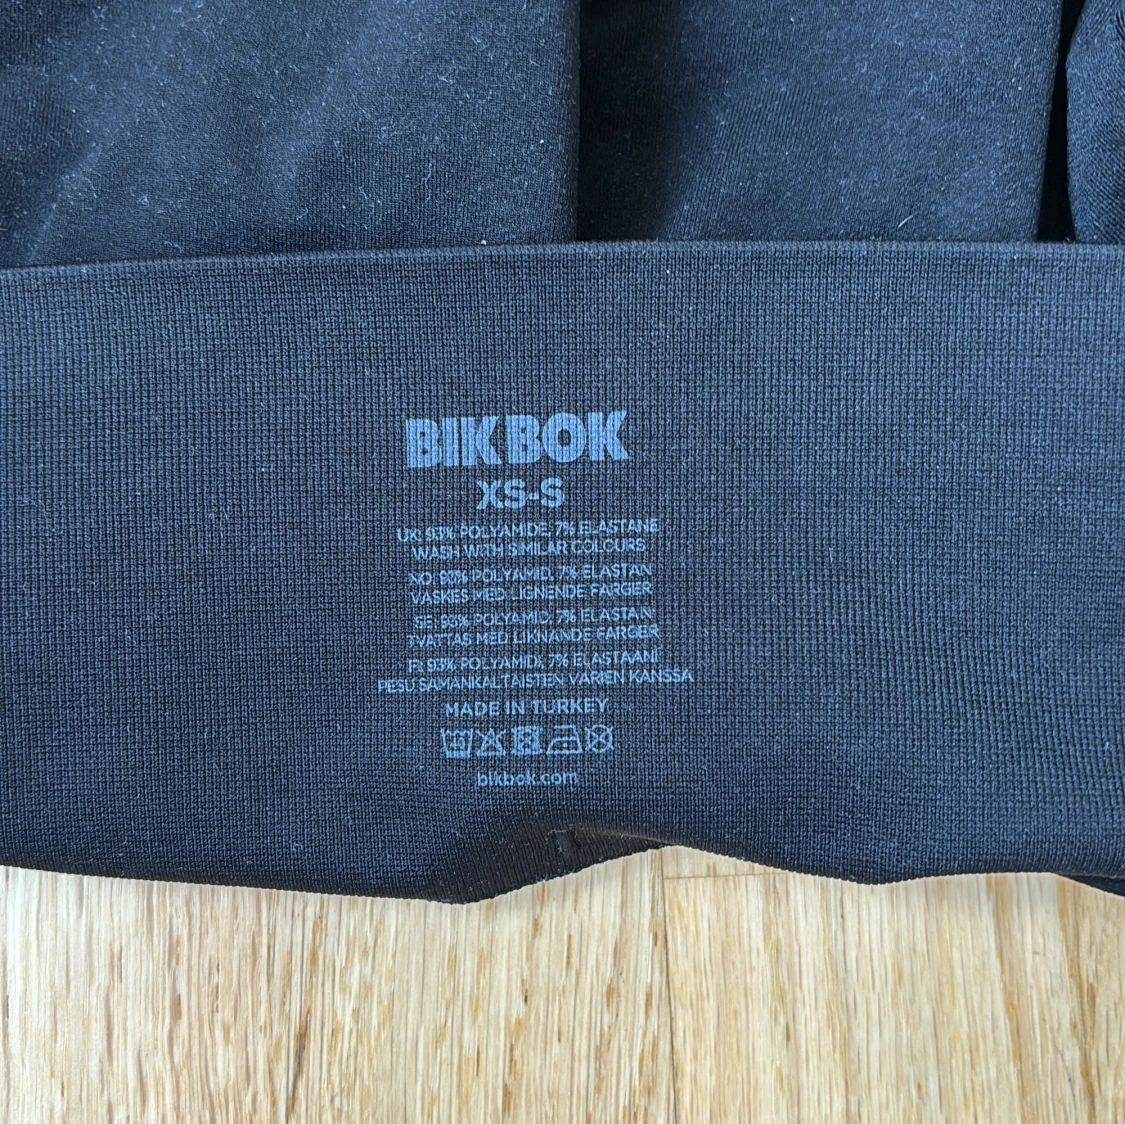 BIK BOK
XS-S
UK: 93% POLYAMIDE, 7% ELASTANE
WASH WITH SIMILAR COLOURS
NO: 93% POLYAMID, 7% ELASTAN
VASKES MED LIGNENDE FARGER
SE: 93% POLYAMID, 7% ELASTAN
TVÄTTAS MED LIKNANDE FÄRGER
FI: 93% POLYAMIDI, 7% ELASTAANI
PESU SAMANKALTAISTEN VÄRIEN KANSSA
MADE IN TURKEY
bikbok.com